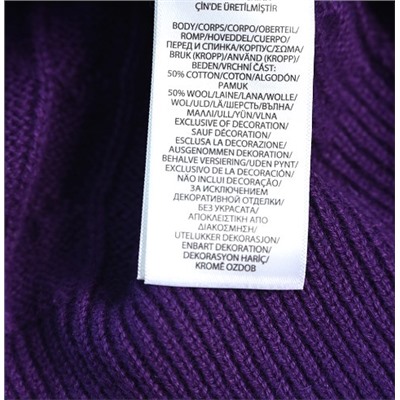 ÇİN'DE ÜRETİLMİŞTİR
BODY/CORPS/CORPO/OBERTEIL/
ROMP/HOVEDDEL/CUERPO/
ПЕРЕД И СПИНКА/КОРПУС/ΣΩΜΑ/
BRUK (KROPP)/ANVÄND (KROPP)/
BEDEN/VRCHNÍ ČÁST:
50% COTTON/COTON/ALGODÓN/
PAMUK
50% WOOL/LAINE/LANA/WOLLE/
WOL/ULD/LÄ/ШЕРСТЬ/ВЪЛНА/
ΜΑΛΛΙ/ULL/YÜN/VLNA
EXCLUSIVE OF DECORATION/
SAUF DÉCORATION/
ESCLUSA LA DECORAZIONE/
AUSGENOMMEN DEKORATION/
BEHALVE VERSIERING/UDEN PYNT/
EXCLUSIVO DE LA DECORACIÓN/
NÃO INCLUI DECORAÇÃO/
ЗА ИСКЛЮЧЕНИЕМ
ДЕКОРАТИВНОЙ ОТДЕЛКИ/
БЕЗ УКРАСАТА/
ΑΠΟΚΛΕΙΣΤΙΚΗ ΑΠΟ
ΔΙΑΚΟΣΜΗΣΗ/
UTELUKKER DEKORASJON/
ENBART DEKORATION/
DEKORASYON HARİÇ/
KROMĚ OZDOB